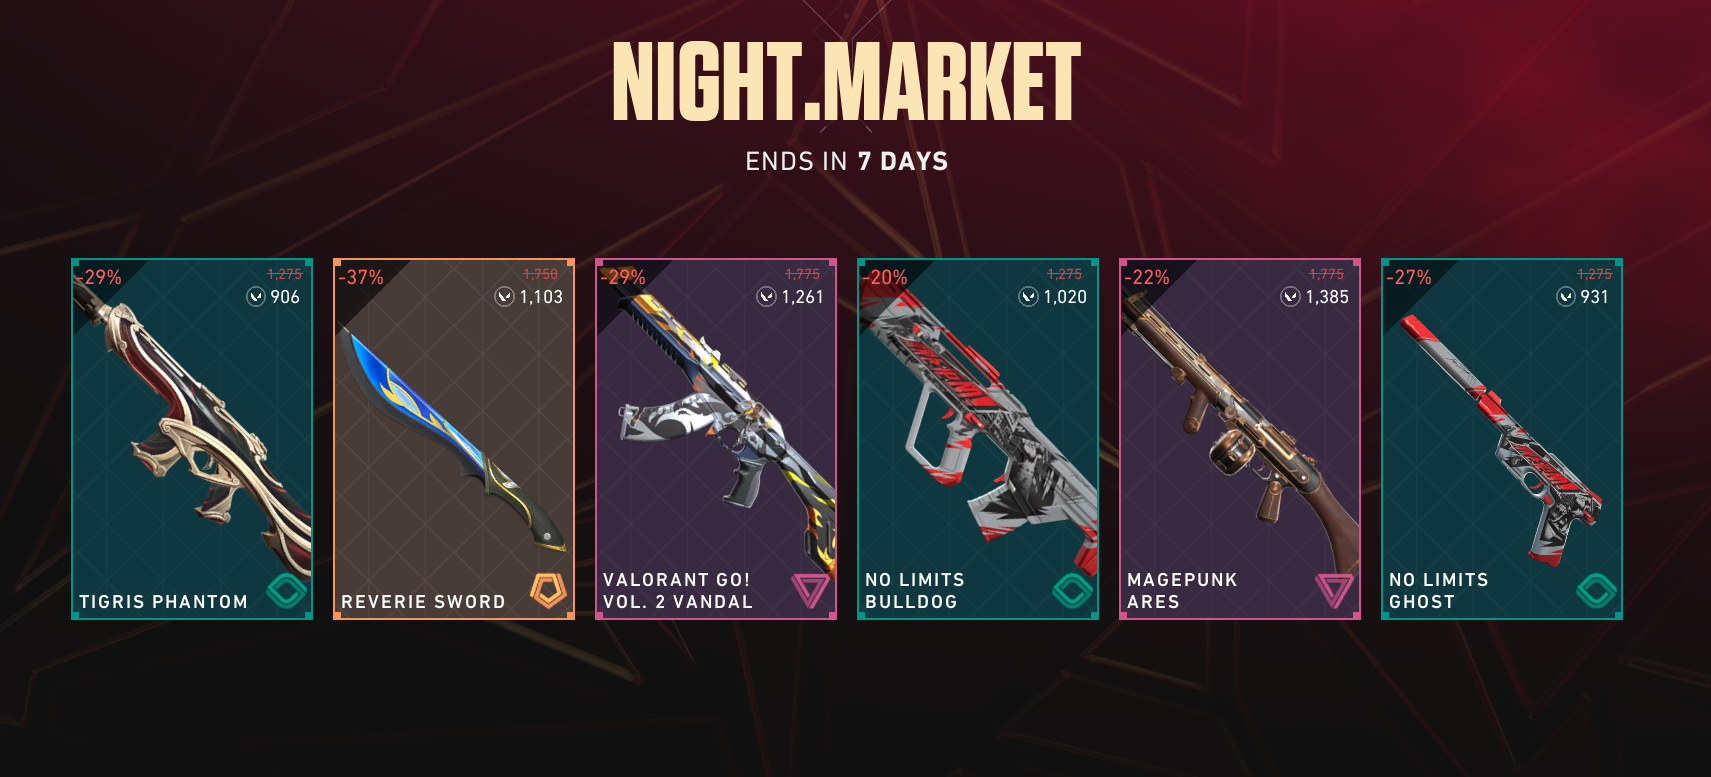 NIGHT.MARKET
ENDS IN 7 DAYS
-29%
1,275
906
TIGRIS PHANTOM
-37%
1,750
1,103
REVERIE SWORD
-29%
1,775
1,261
VALORANT GO!
VOL. 2 VANDAL
-20%
1,275
1,020
NO LIMITS
BULLDOG
-22%
1,775
1,385
MAGEPUNK
ARES
-27%
1,275
931
NO LIMITS
GHOST